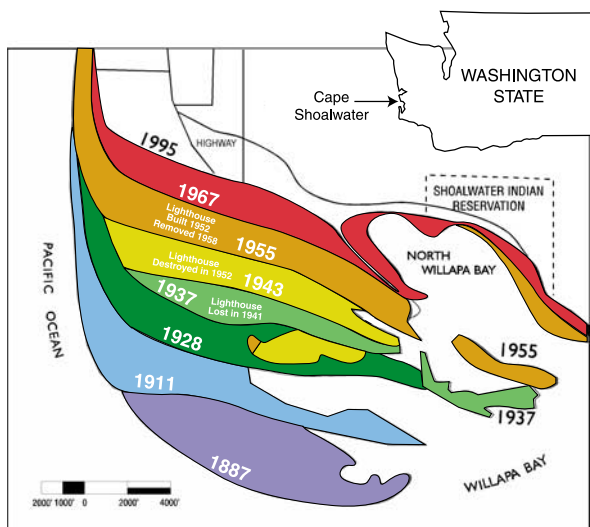 WASHINGTON
STATE
Cape
Shoalwater
1995
HIGHWAY
SHOALWATER INDIAN
RESERVATION
1967
Lighthouse
Built 1952
Removed 1958
1955
NORTH
WILLAPA BAY
Lighthouse
Destroyed in 1952
1943
PACIFIC OCEAN
1937
Lighthouse
Lost in 1941
1928
1955
1911
1937
1887
WILLAPA BAY
2000' 1000' 0 2000' 4000'